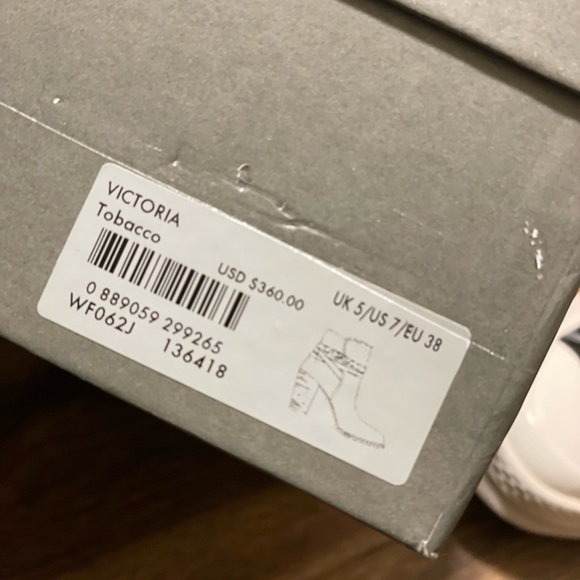 VICTORIA
Tobacco
USD $360.00
UK 5/US 7/EU 38
0 889059 299265
WF062J 136418